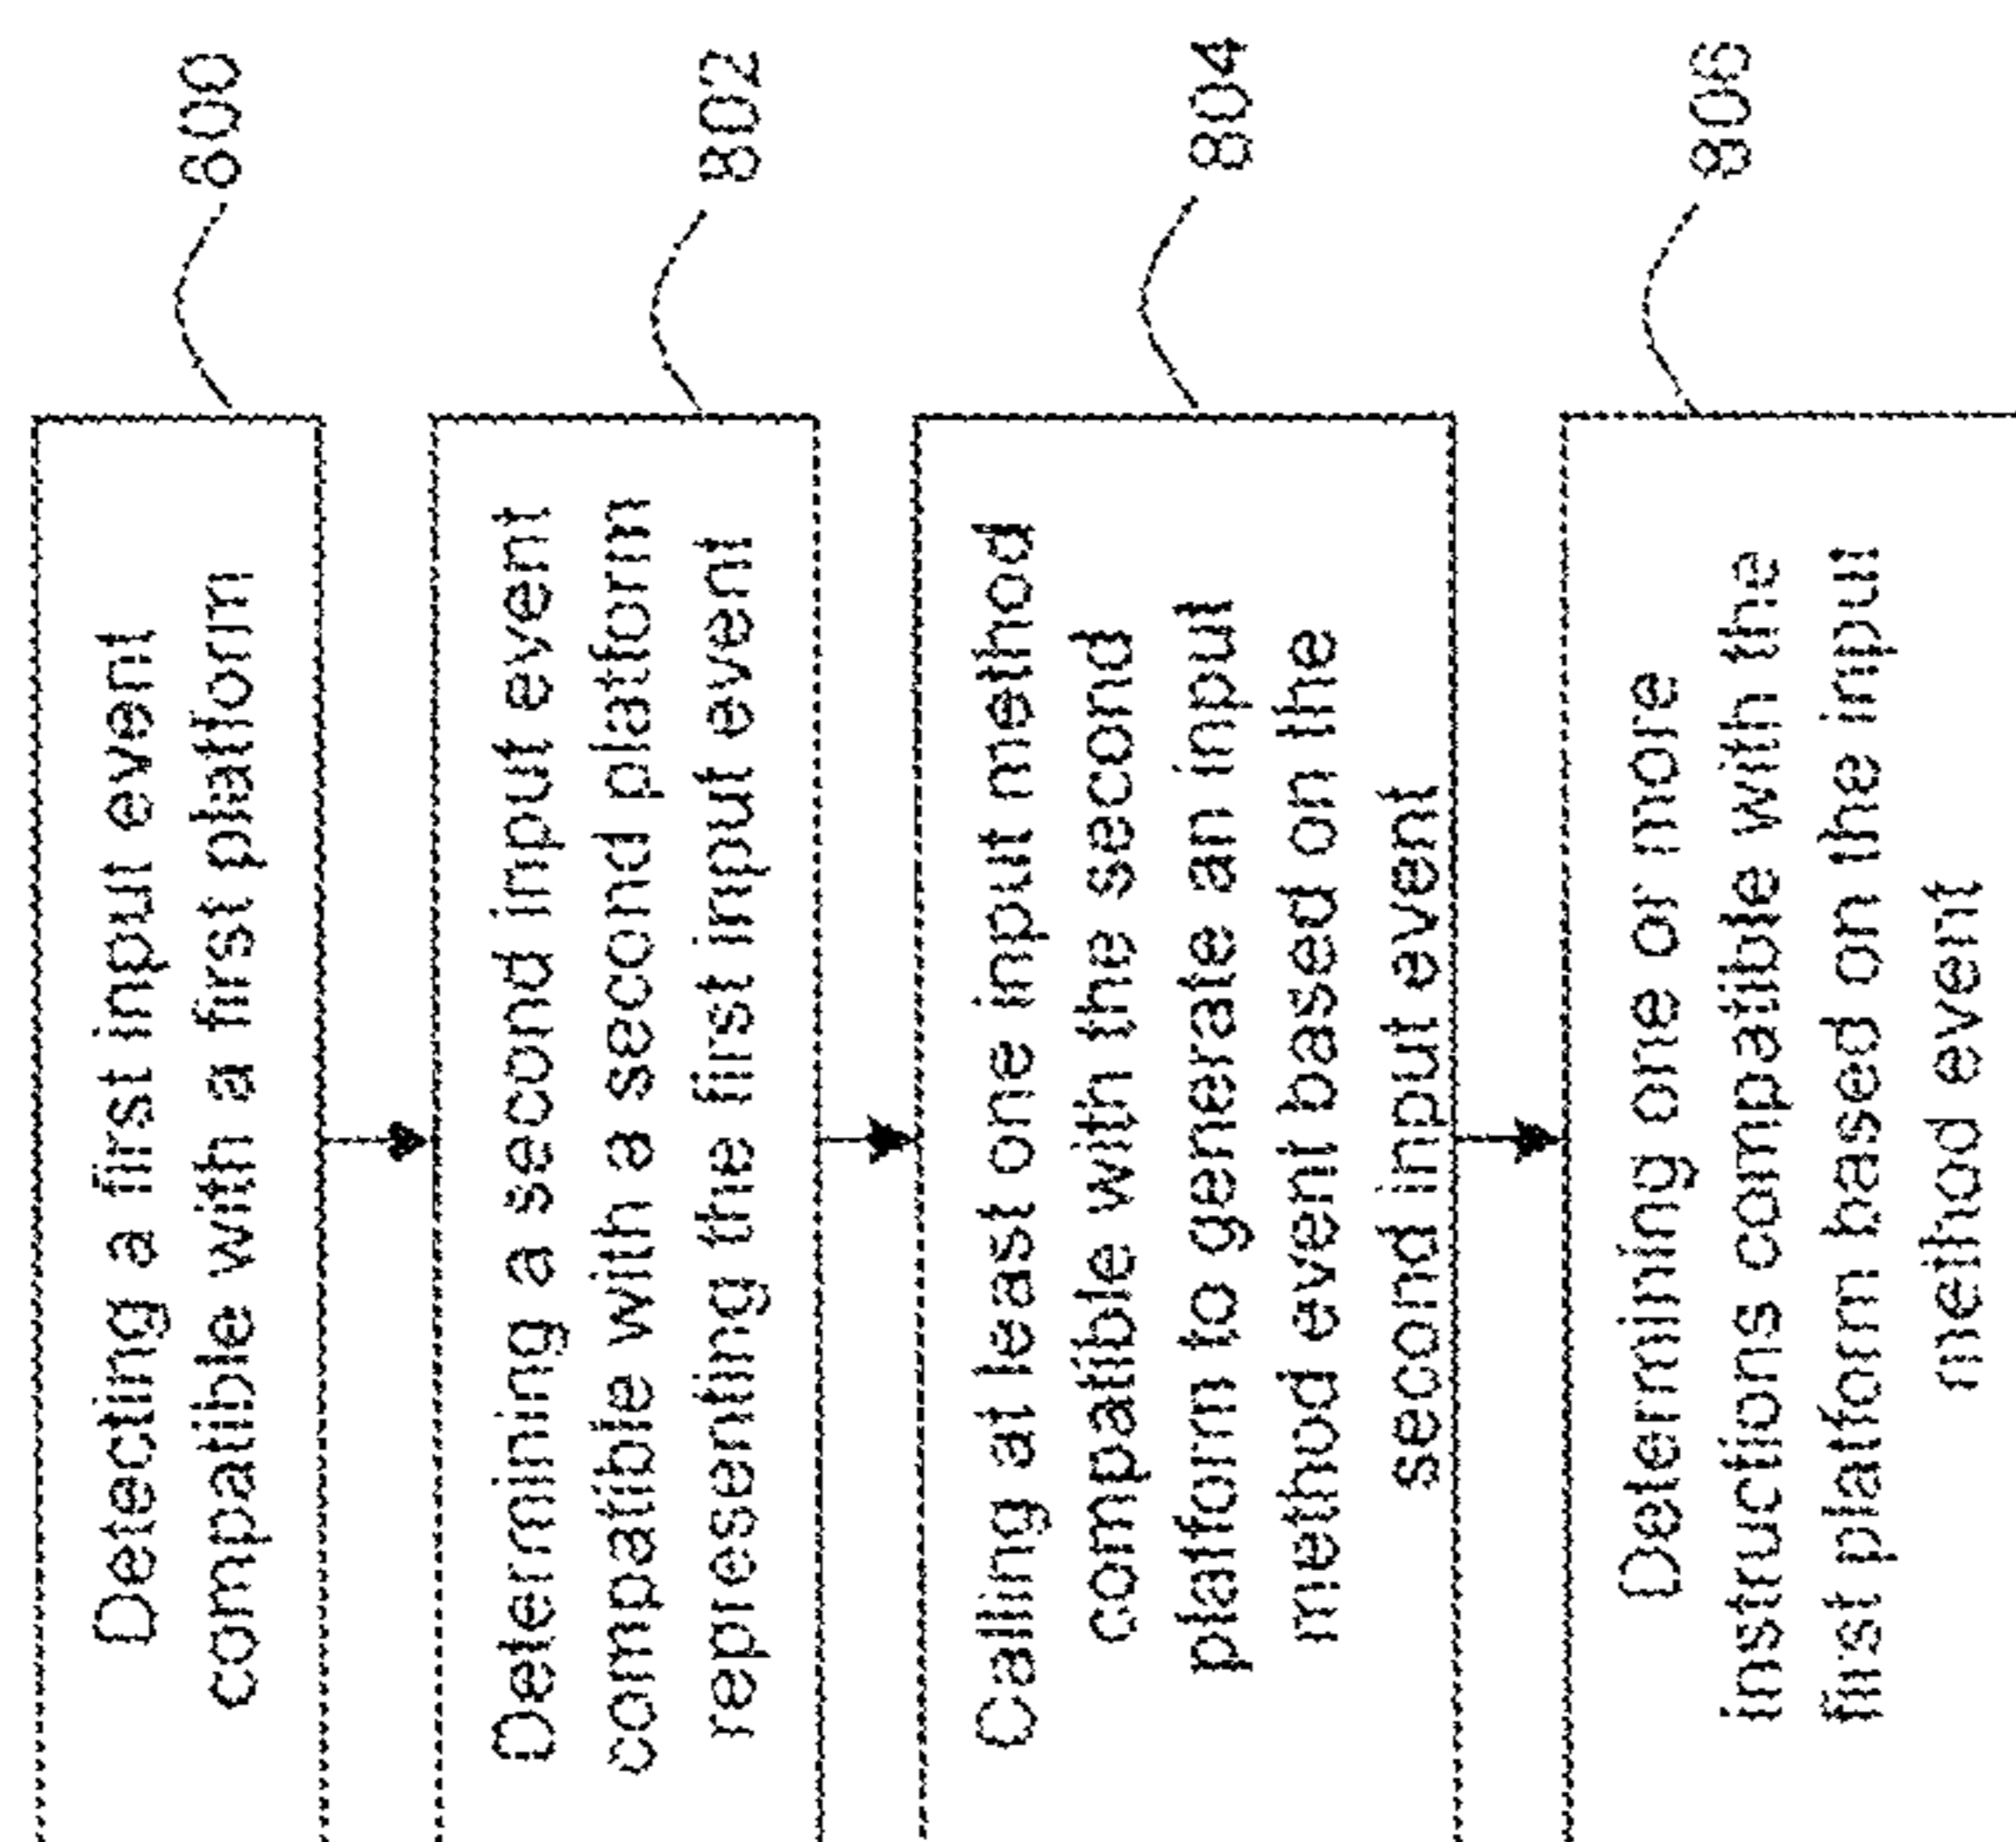 Detecting a first input event
compatible with a first platform
800
Determining a second input event
compatible with a second platform
representing the first input event
802
Calling at least one input method
compatible with the second
platform to generate an input
method event based on the
second input event
804
Determining one or more
instructions compatible with the
first platform based on the input
method event
806